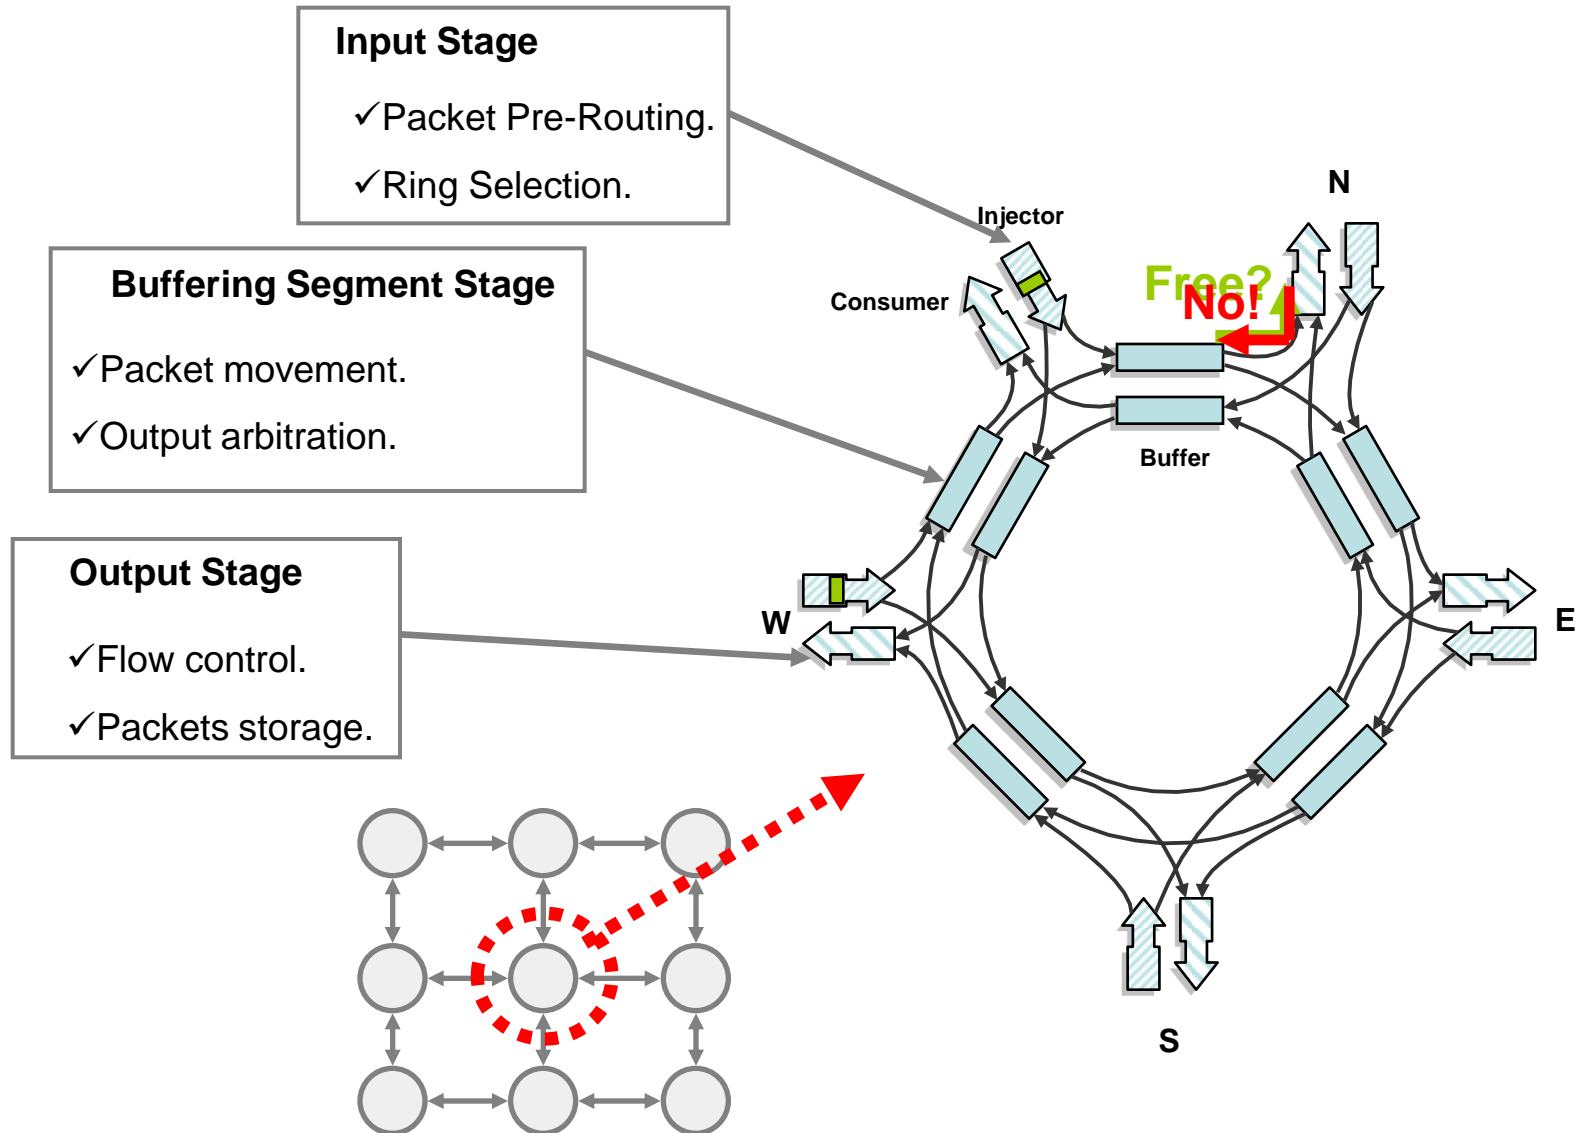 Input Stage
✓Packet Pre-Routing.
✓Ring Selection.
Buffering Segment Stage
✓Packet movement.
✓Output arbitration.
Output Stage
✓Flow control.
✓Packets storage.
Injector
Consumer
N
Free?
No!
Buffer
W
E
S